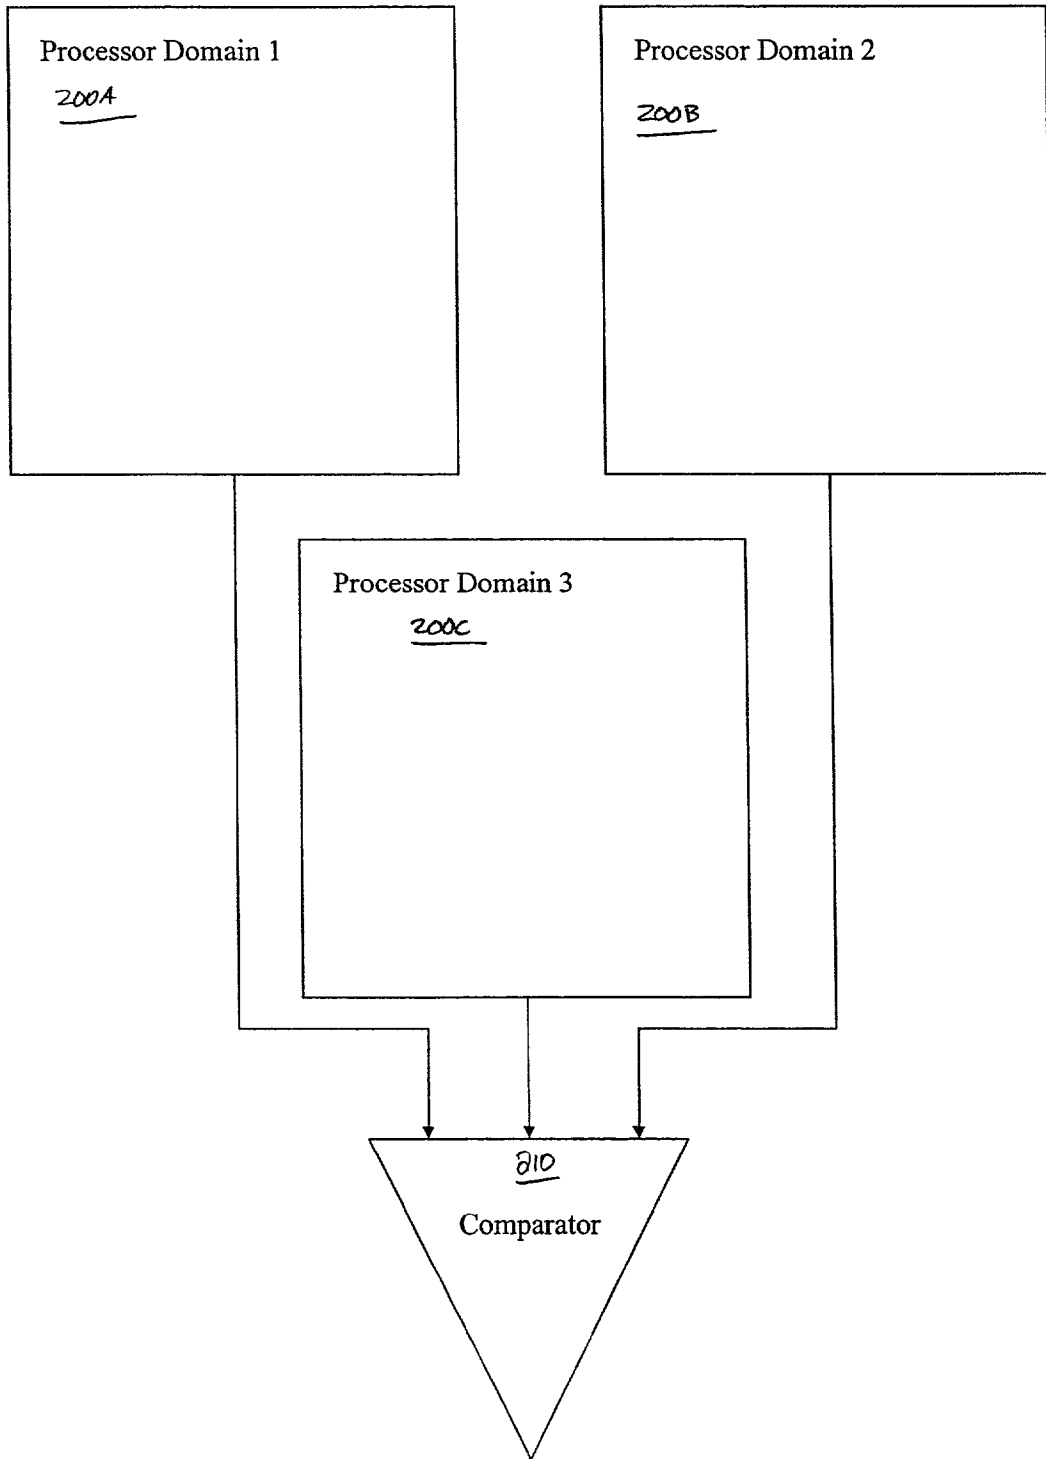 Processor Domain 1
200A
Processor Domain 2
200B
Processor Domain 3
200C
210
Comparator